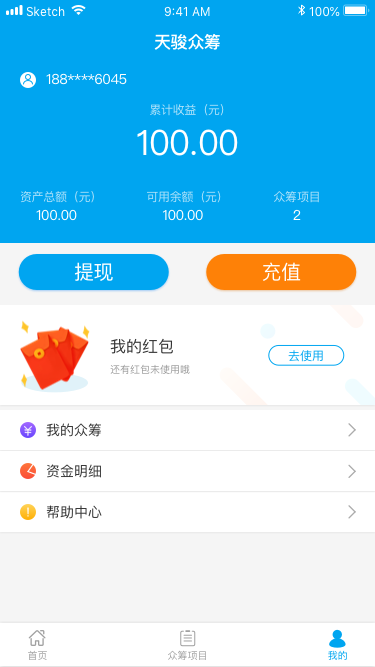 Sketch 9:41 AM 100%
天骏众筹
188****6045
累计收益（元）
100.00
资产总额（元） 可用余额（元） 众筹项目
100.00 100.00 2
提现 充值
我的红包
还有红包未使用哦
去使用
我的众筹
资金明细
帮助中心
首页 众筹项目 我的